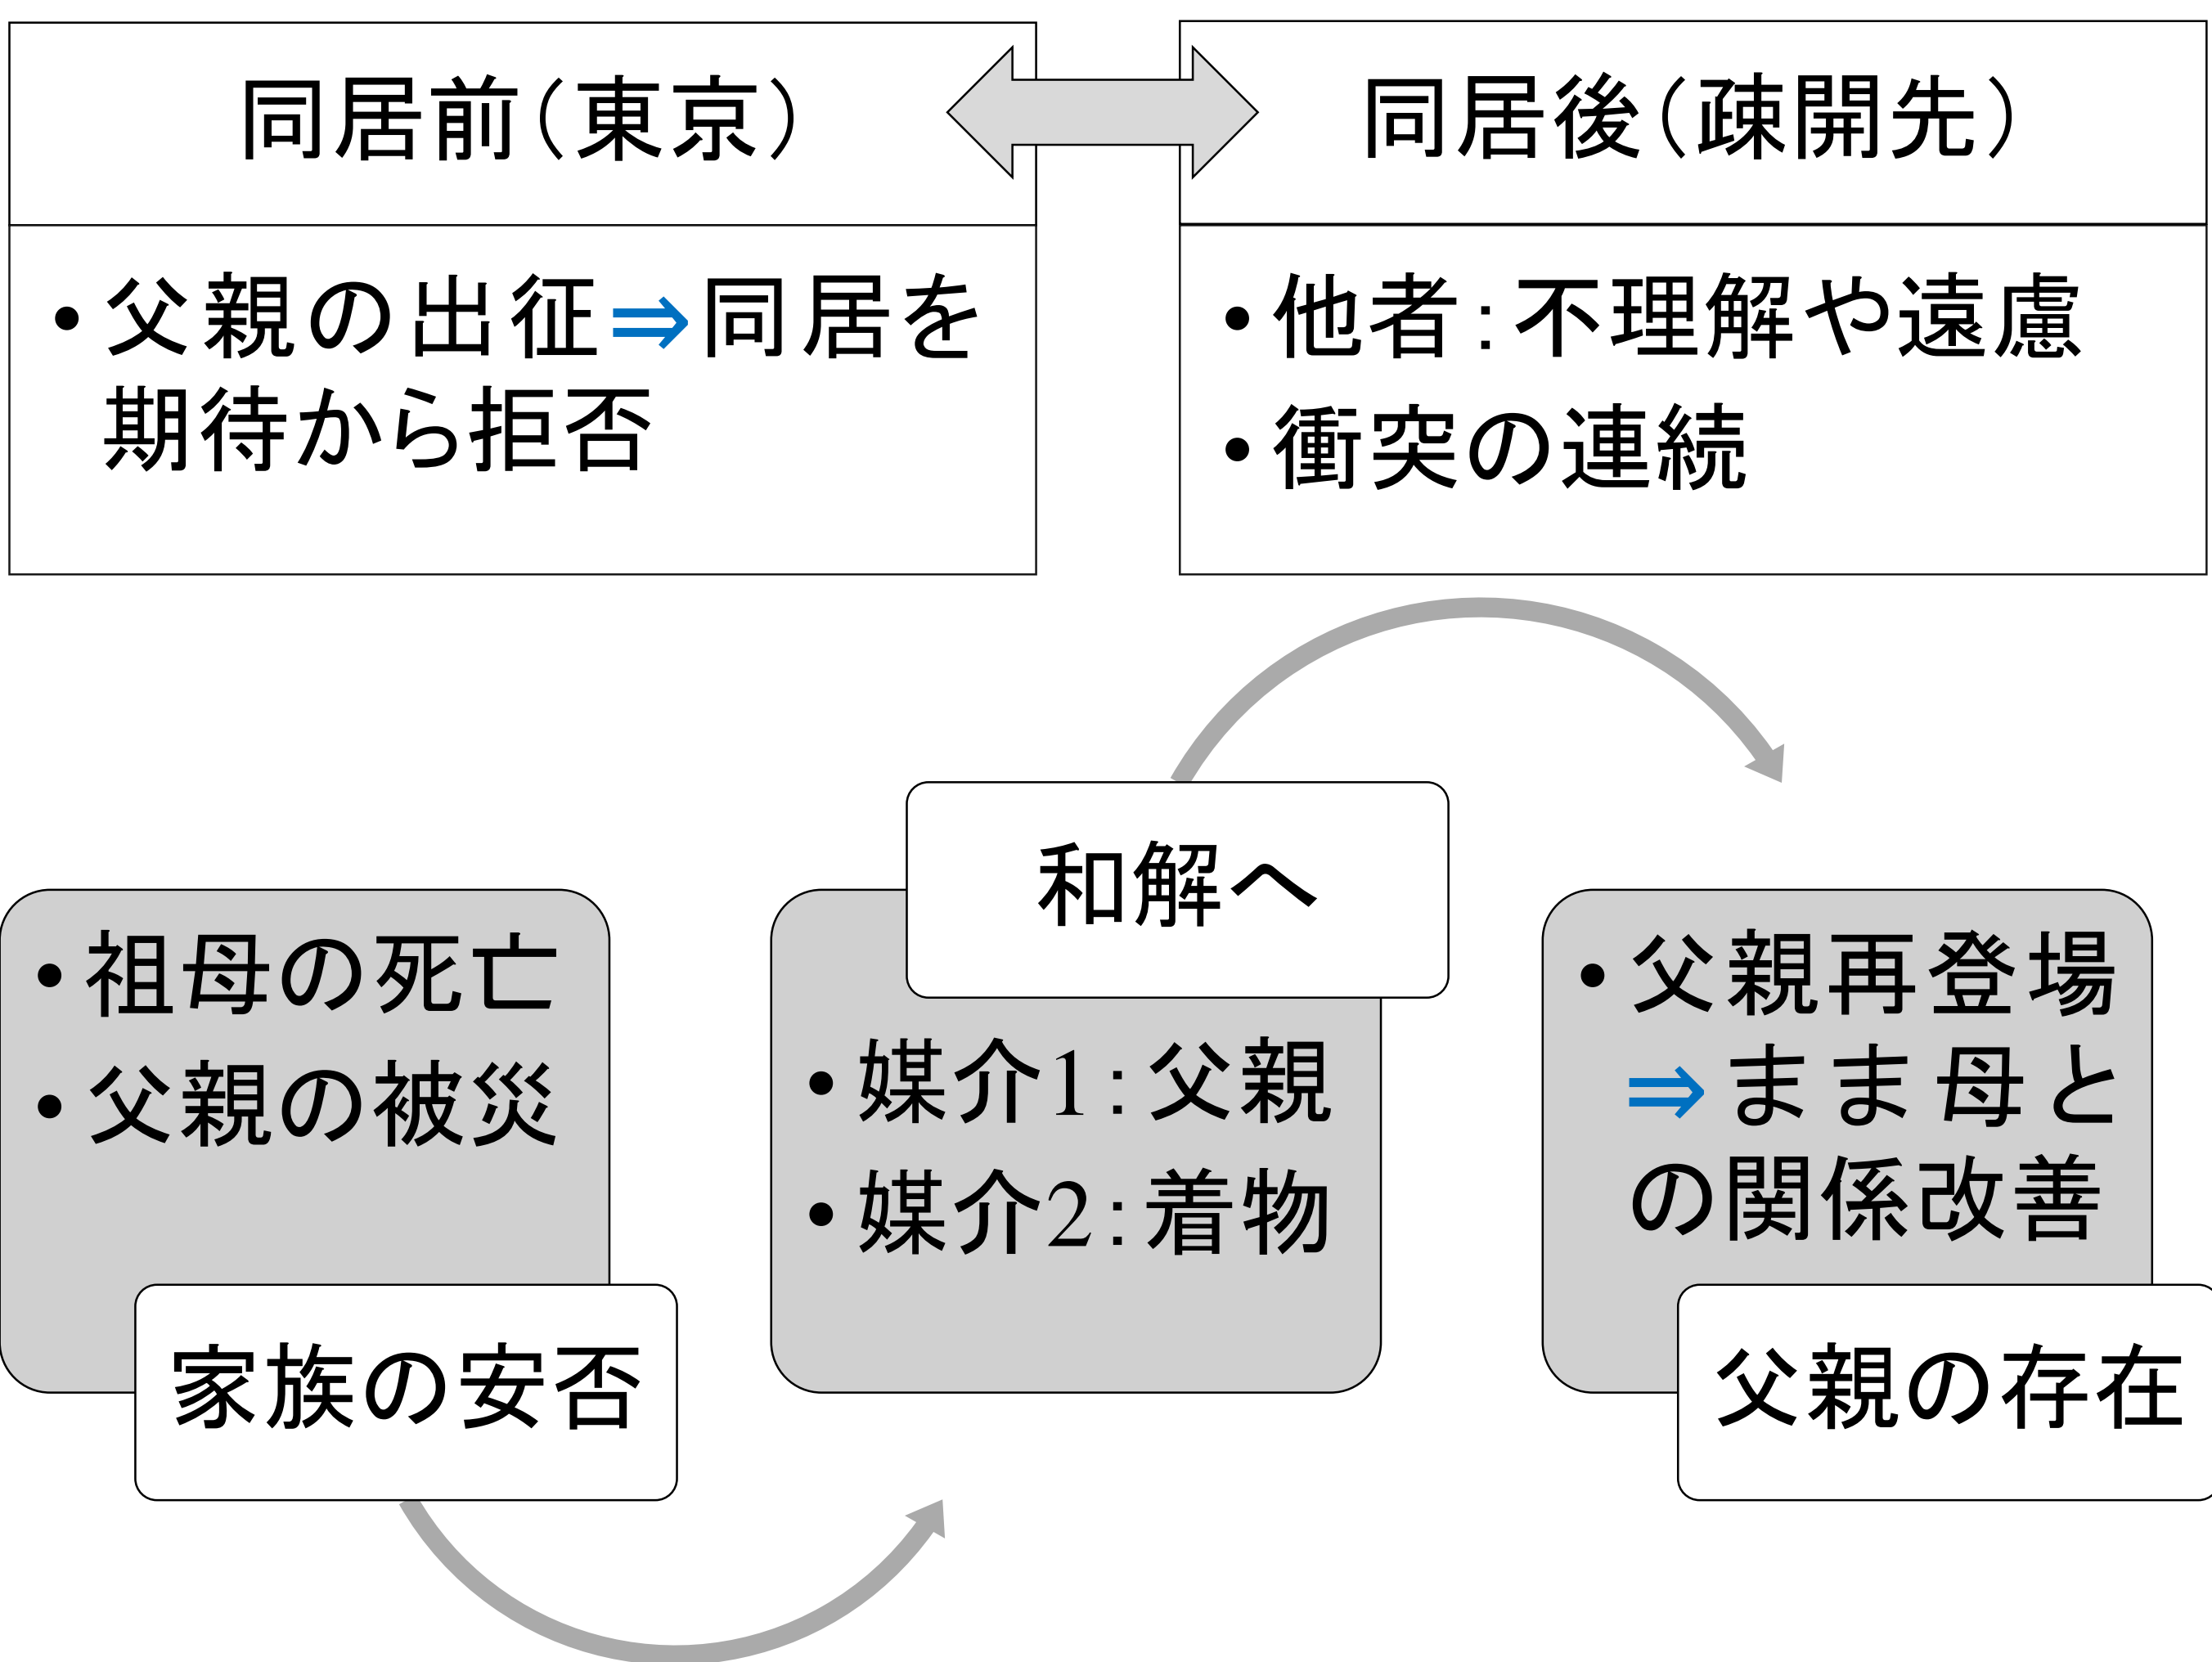 同居前（東京）
・父親の出征⇒同居を
期待から拒否
同居後（疎開先）
・他者：不理解や遠慮
・衝突の連続
・祖母の死亡
・父親の被災
家族の安否
和解へ
・媒介1：父親
・媒介2：着物
・父親再登場
⇒まま母と
の関係改善
父親の存在